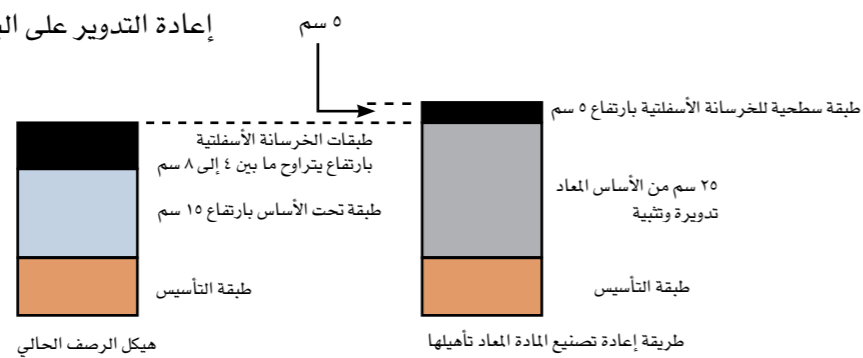 إعادة التدوير على
٥ سم
طبقة سطحية للخرسانة الأسفلتية بارتفاع ٥ سم
٢٥ سم من الأساس المعاد
تدويرة وتثبية
طبقة التأسيس
طريقة إعادة تصنيع المادة المعاد تأهيلها
طبقات الخرسانة الأسفلتية
بارتفاع يتراوح ما بين ٤ إلى ٨ سم
طبقة تحت الأساس بارتفاع ١٥ سم
طبقة التأسيس
هيكل الرصف الحالي